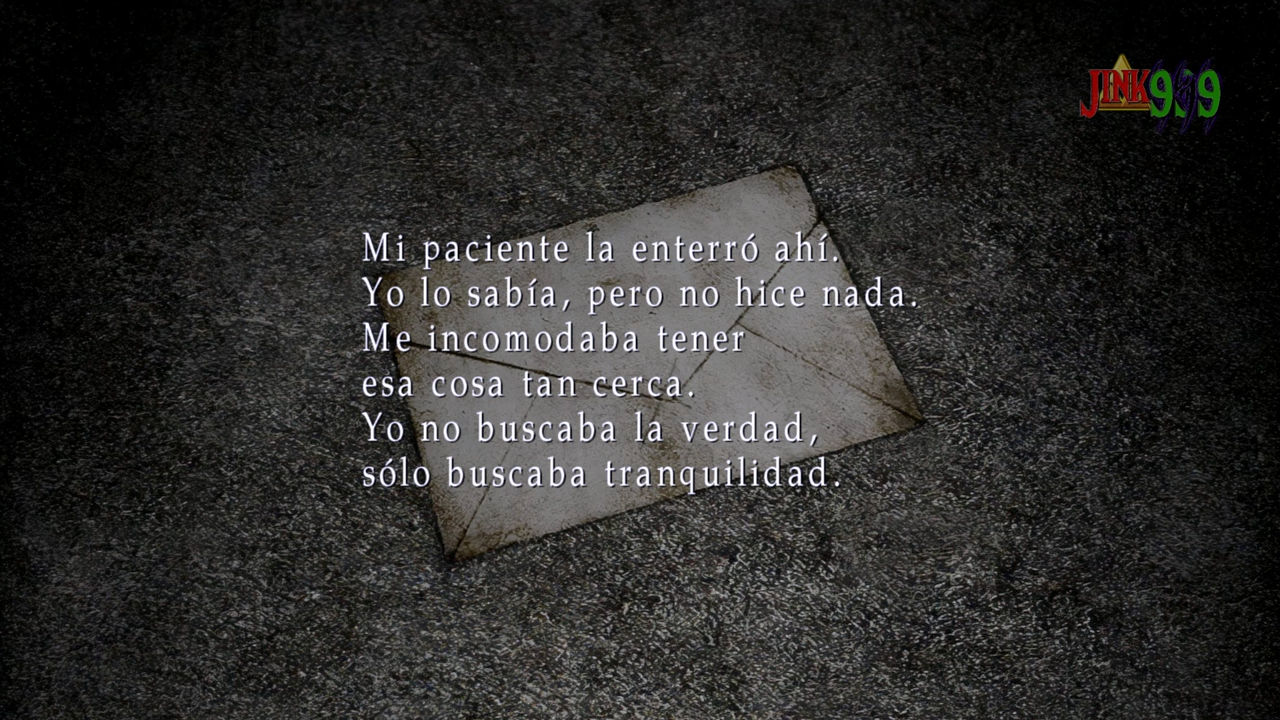 JINK999
Mi paciente la enterró ahí.
Yo lo sabía, pero no hice nada.
Me incomodaba tener
esa cosa tan cerca.
Yo no buscaba la verdad,
sólo buscaba tranquilidad.